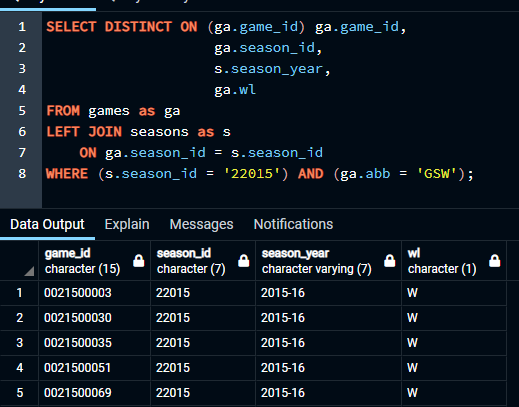 1 SELECT DISTINCT ON (ga.game_id) ga.game_id,
2 ga.season_id,
3 s.season_year,
4 ga.wl
5 FROM games as ga
6 LEFT JOIN seasons as s
7 ON ga.season_id = s.season_id
8 WHERE (s.season_id = '22015') AND (ga.abb = 'GSW');
Data Output Explain Messages Notifications
game_id season_id season_year wl
character (15) character (7) character varying (7) character (1)
1 0021500003 22015 2015-16 W
2 0021500030 22015 2015-16 W
3 0021500035 22015 2015-16 W
4 0021500051 22015 2015-16 W
5 0021500069 22015 2015-16 W